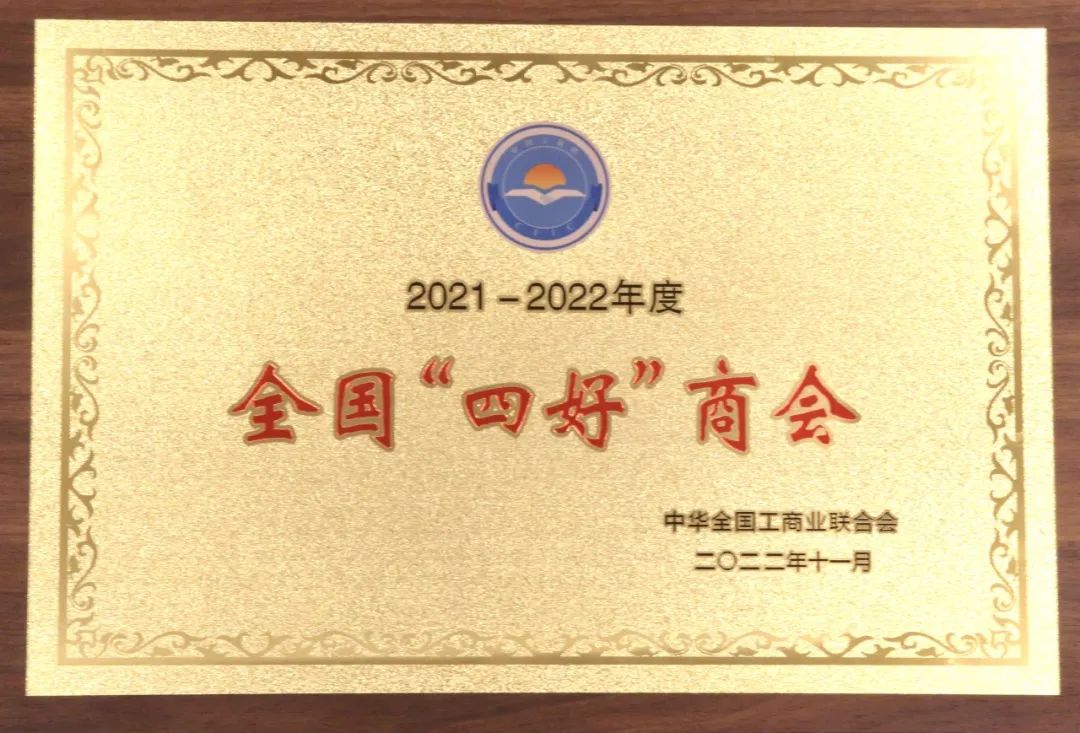 2021－2022年度
全国“四好”商会
中华全国工商业联合会
二〇二二年十一月